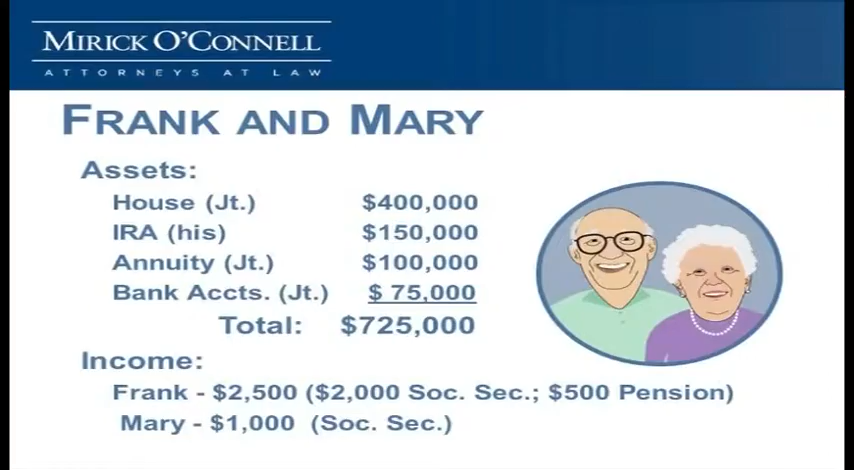 MIRICK O'CONNELL
ATTORNEYS AT LAW
FRANK AND MARY
Assets:
House (Jt.) $400,000
IRA (his) $150,000
Annuity (Jt.) $100,000
Bank Accts. (Jt.) $ 75,000
Total: $725,000
Income:
Frank - $2,500 ($2,000 Soc. Sec.; $500 Pension)
Mary - $1,000 (Soc. Sec.)